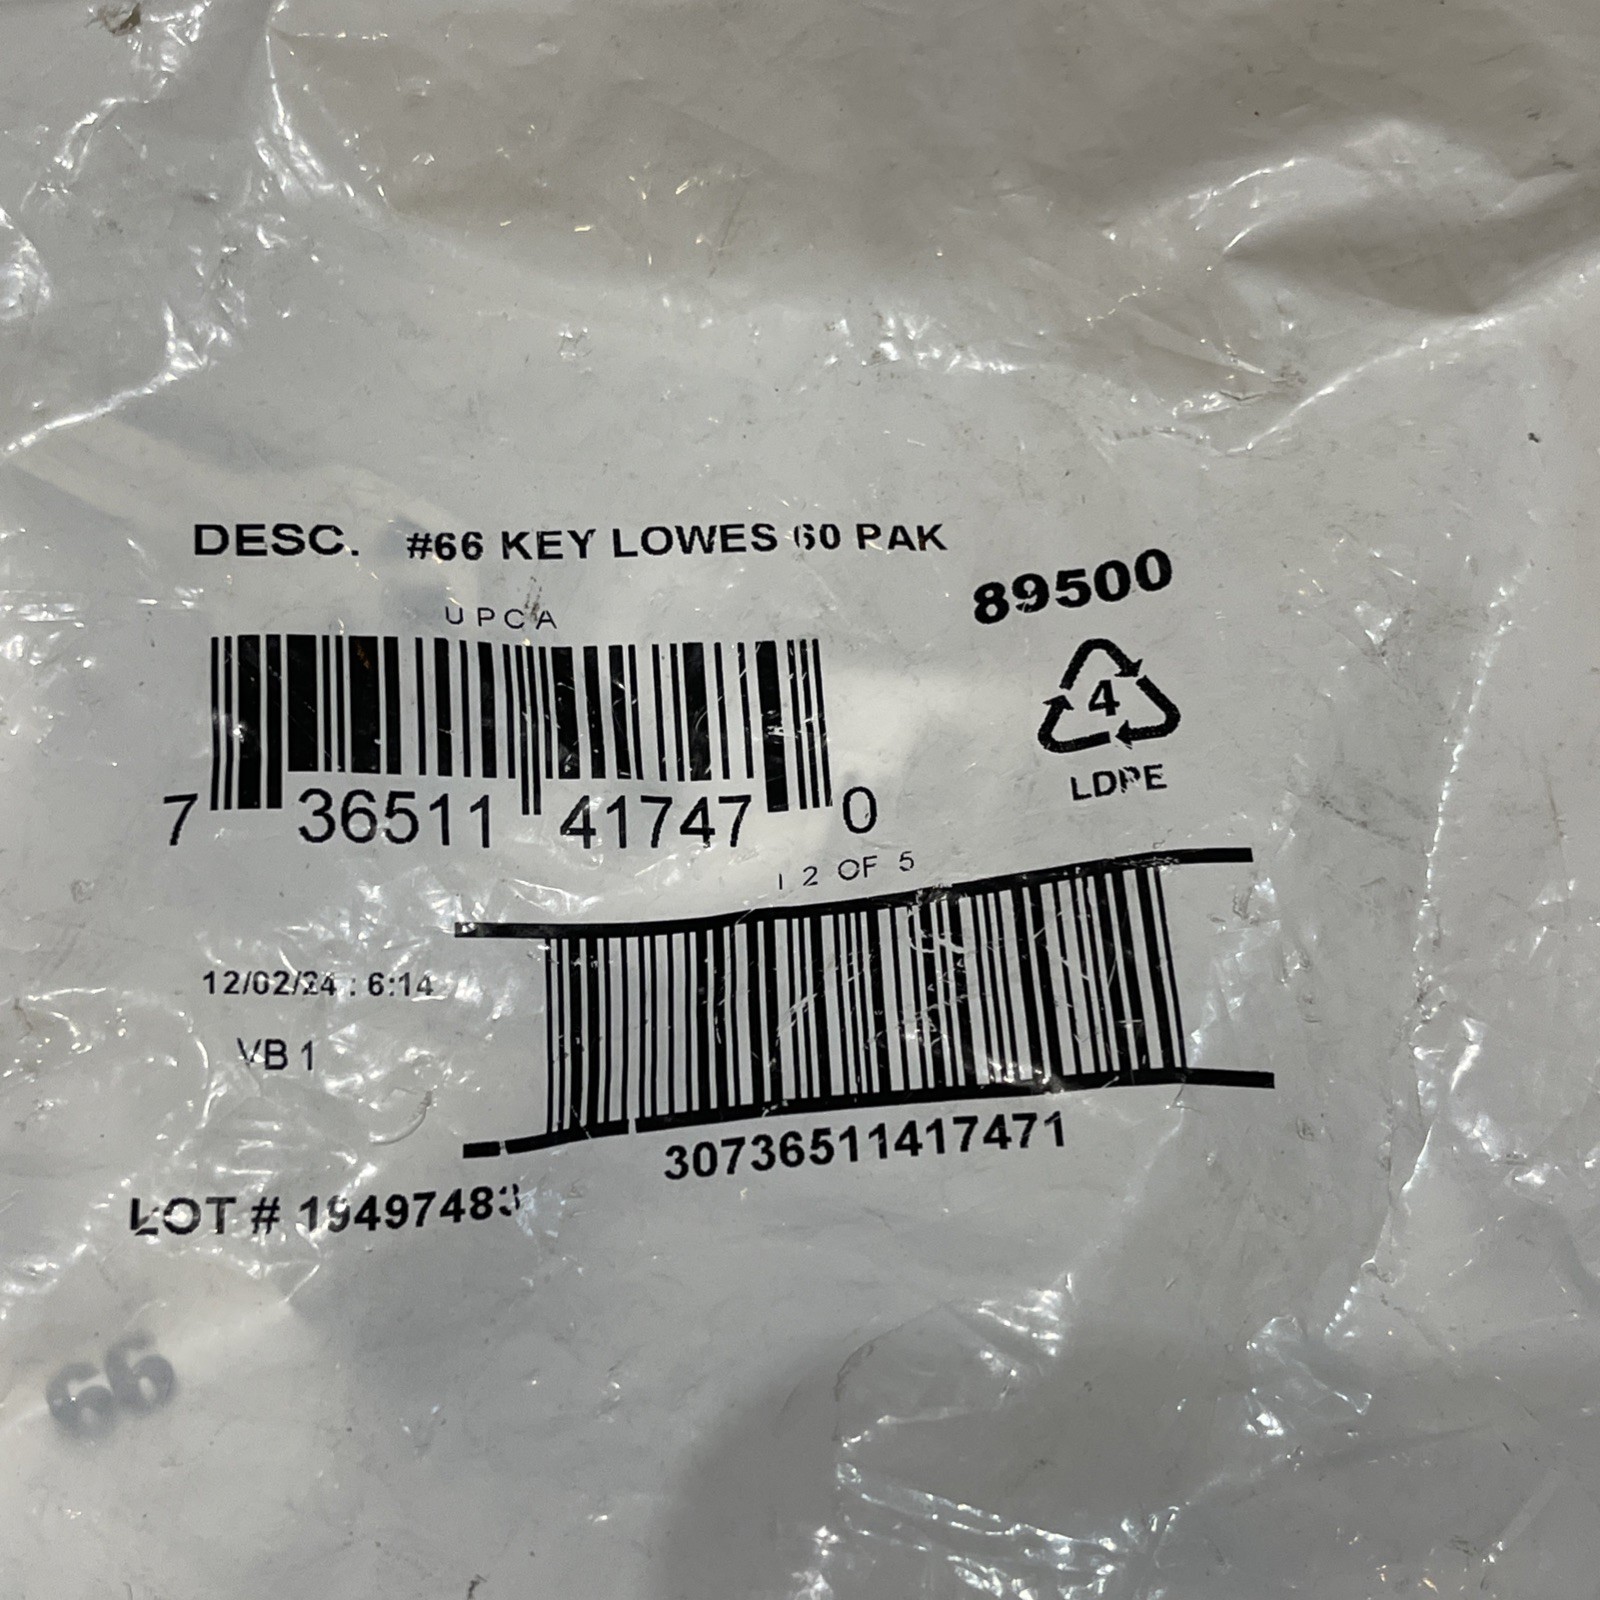 DESC. #66 KEY LOWES 60 PAK
89500
UPCA
7 36511 41747 0
4
LDPE
I 2 OF 5
12/02/24 : 6:14
VB 1
30736511417471
LOT # 19497483
66